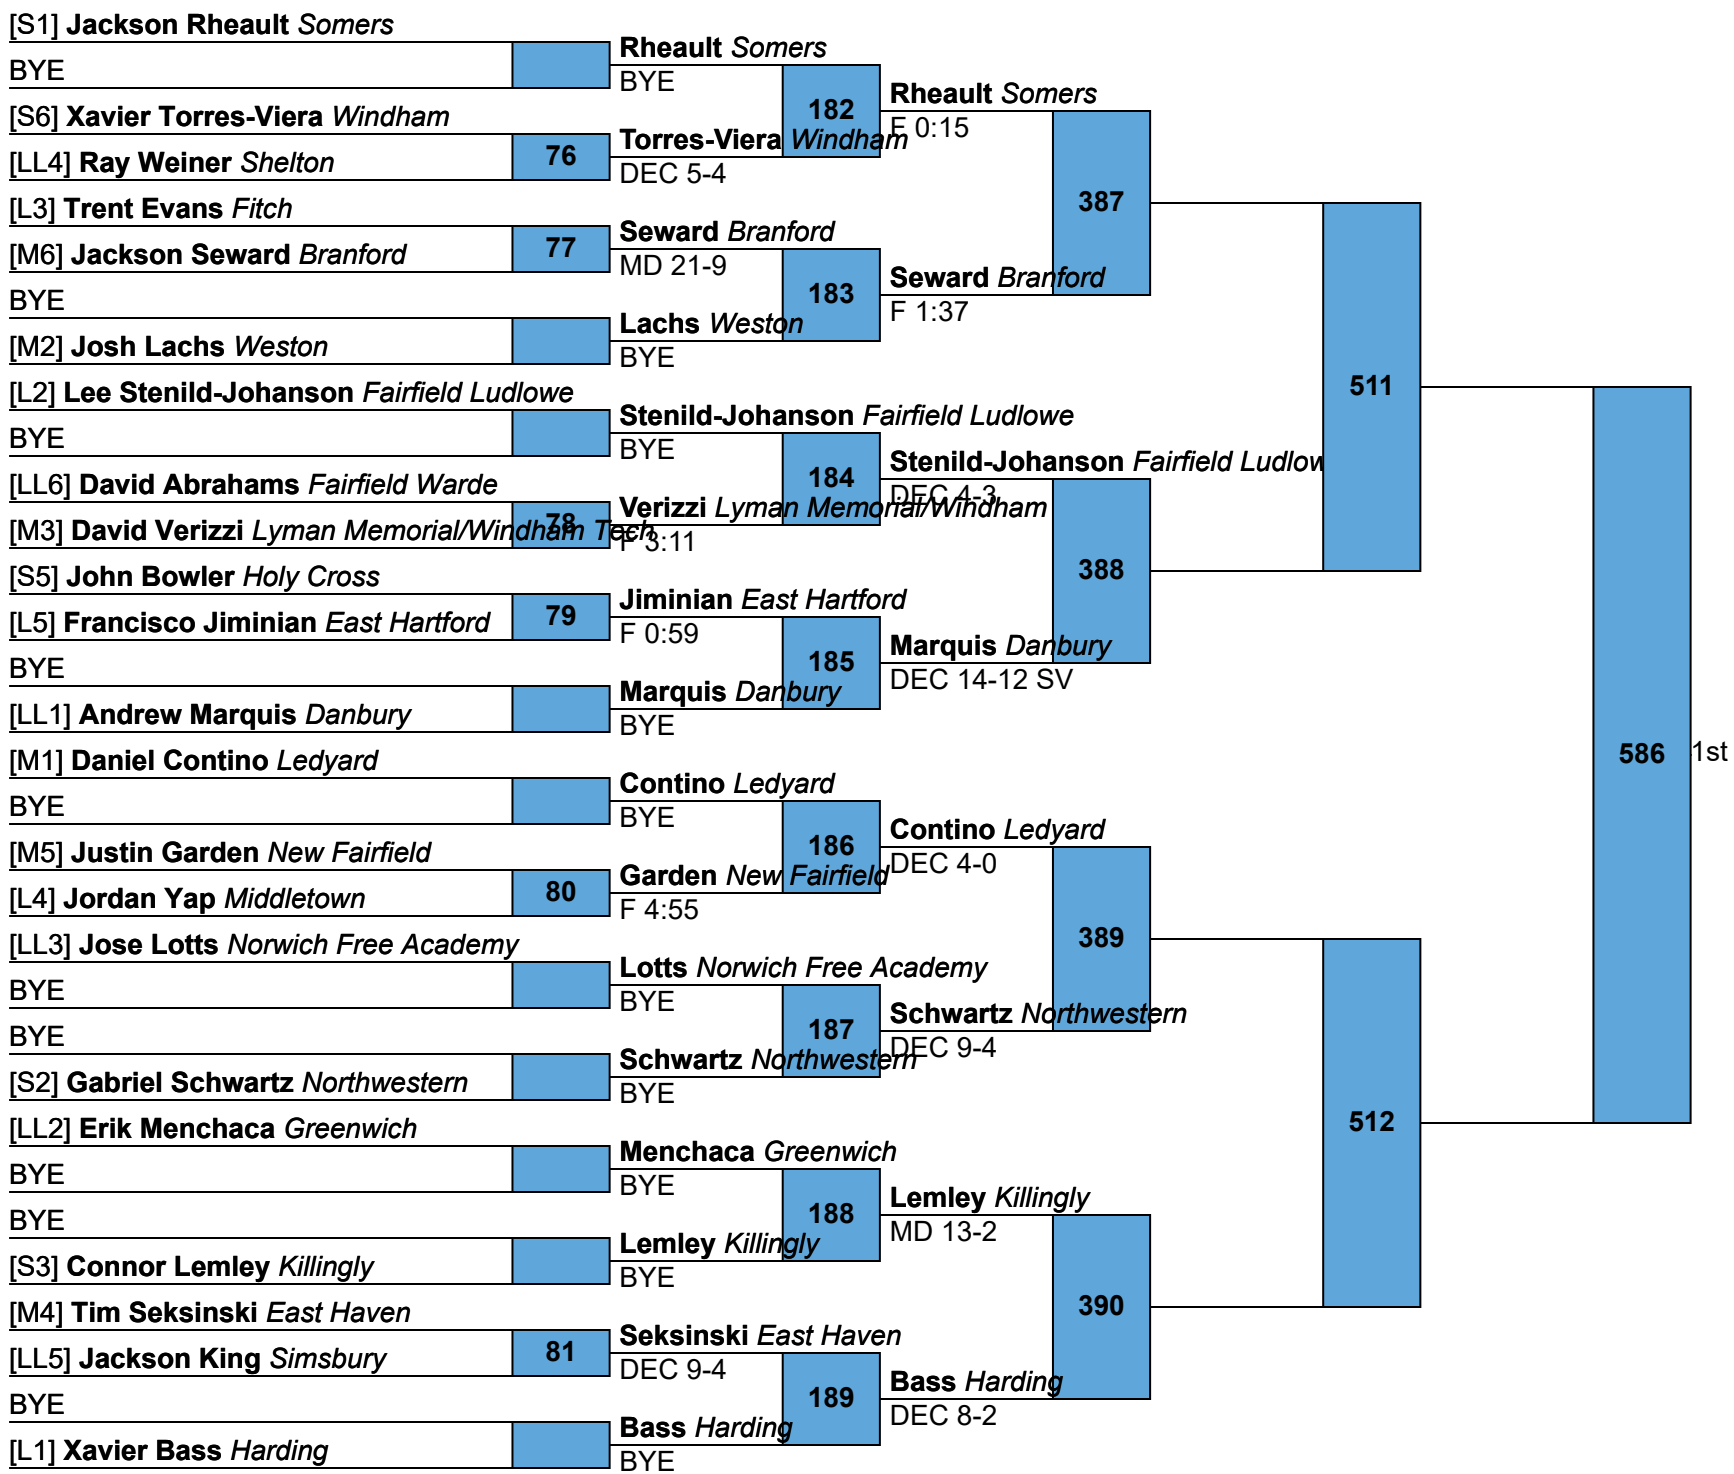 [S1] Jackson Rheault Somers
BYE
[S6] Xavier Torres-Viera Windham
[LL4] Ray Weiner Shelton
[L3] Trent Evans Fitch
[M6] Jackson Seward Branford
BYE
[M2] Josh Lachs Weston
[L2] Lee Stenild-Johanson Fairfield Ludlowe
BYE
[LL6] David Abrahams Fairfield Warde
[M3] David Verizzi Lyman Memorial/Windham Tech
[S5] John Bowler Holy Cross
[L5] Francisco Jiminian East Hartford
BYE
[LL1] Andrew Marquis Danbury
[M1] Daniel Contino Ledyard
BYE
[M5] Justin Garden New Fairfield
[L4] Jordan Yap Middletown
[LL3] Jose Lotts Norwich Free Academy
BYE
BYE
[S2] Gabriel Schwartz Northwestern
[LL2] Erik Menchaca Greenwich
BYE
BYE
[S3] Connor Lemley Killingly
[M4] Tim Seksinski East Haven
[LL5] Jackson King Simsbury
BYE
[L1] Xavier Bass Harding
76
77
78
79
80
81
Rheault Somers
BYE
Torres-Viera Windham
DEC 5-4
Seward Branford
MD 21-9
Lachs Weston
BYE
Stenild-Johanson Fairfield Ludlowe
BYE
Verizzi Lyman Memorial/Windham
F 3:11
Jiminian East Hartford
F 0:59
Marquis Danbury
BYE
Contino Ledyard
BYE
Garden New Fairfield
F 4:55
Lotts Norwich Free Academy
BYE
Schwartz Northwestern
BYE
Menchaca Greenwich
BYE
Lemley Killingly
BYE
Seksinski East Haven
DEC 9-4
Bass Harding
BYE
182
183
184
185
186
187
188
189
Rheault Somers
F 0:15
Seward Branford
F 1:37
Stenild-Johanson Fairfield Ludlow
DEC 4-3
Marquis Danbury
DEC 14-12 SV
Contino Ledyard
DEC 4-0
Schwartz Northwestern
DEC 9-4
Lemley Killingly
MD 13-2
Bass Harding
DEC 8-2
387
388
389
390
511
512
586
1st